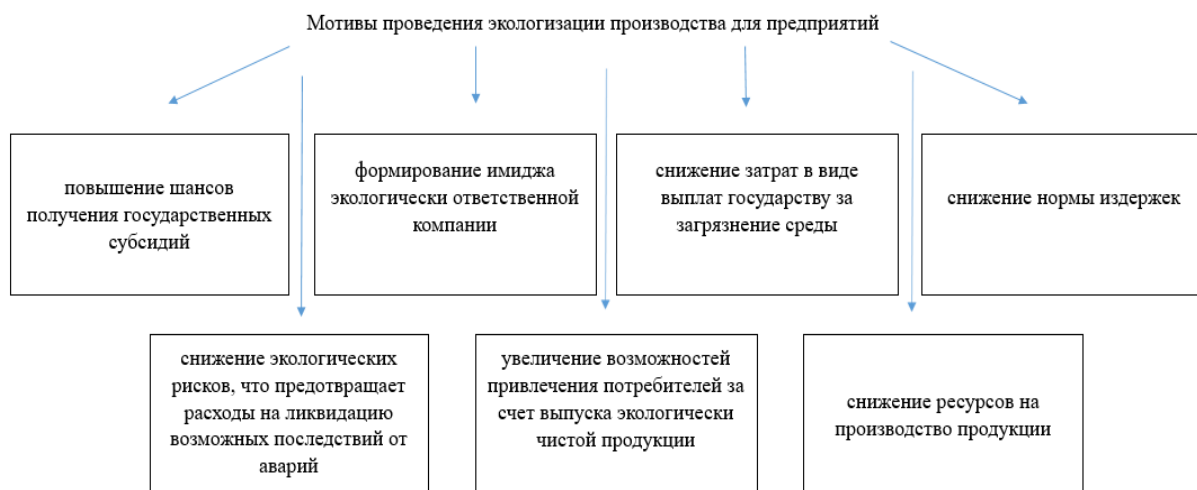 Мотивы проведения экологизации производства для предприятий
повышение шансов
получения государственных
субсидий
формирование имиджа
экологически ответственной
компании
снижение затрат в виде
выплат государству за
загрязнение среды
снижение нормы издержек
снижение экологических
рисков, что предотвращает
расходы на ликвидацию
возможных последствий от
аварий
увеличение возможностей
привлечения потребителей за
счет выпуска экологически
чистой продукции
снижение ресурсов на
производство продукции